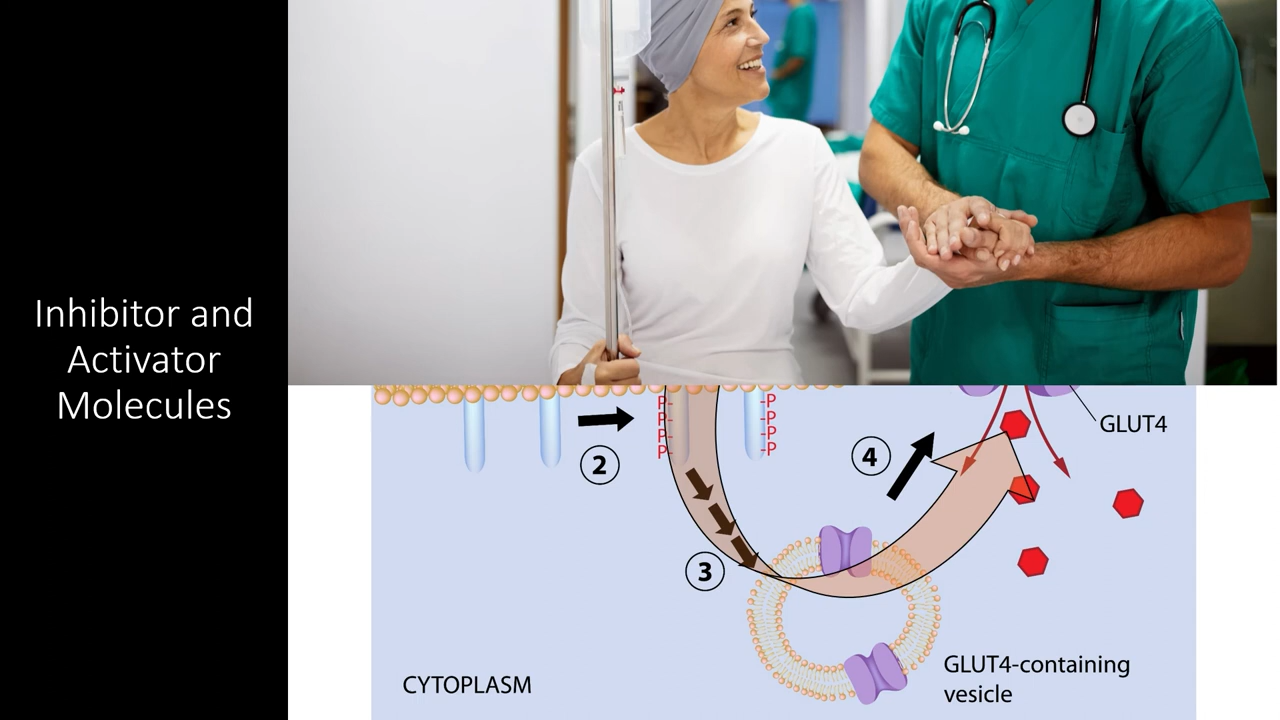 Inhibitor and
Activator
Molecules
P
P
P
P
-P
-P
-P
-P
GLUT4
2
4
3
GLUT4-containing
vesicle
CYTOPLASM